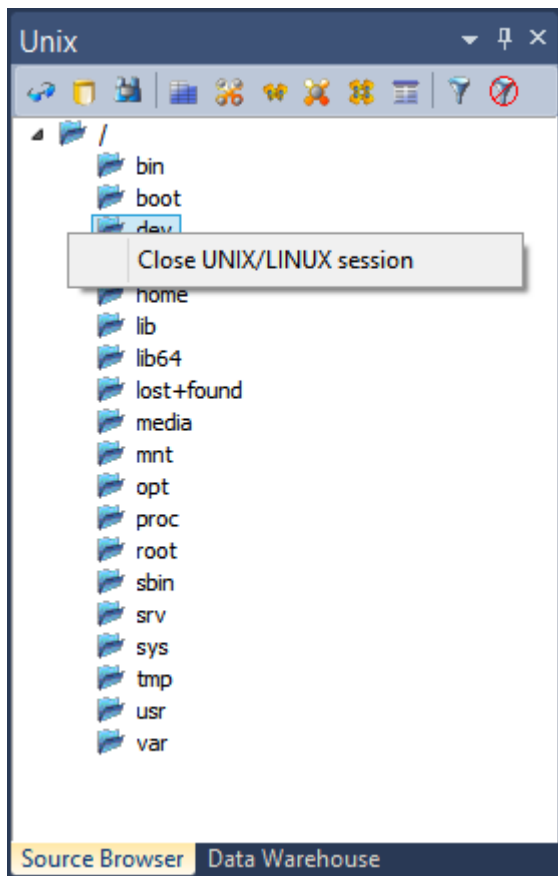 Unix
/
bin
boot
dev
Close UNIX/LINUX session
home
lib
lib64
lost+found
media
mnt
opt
proc
root
sbin
srv
sys
tmp
usr
var
Source Browser Data Warehouse